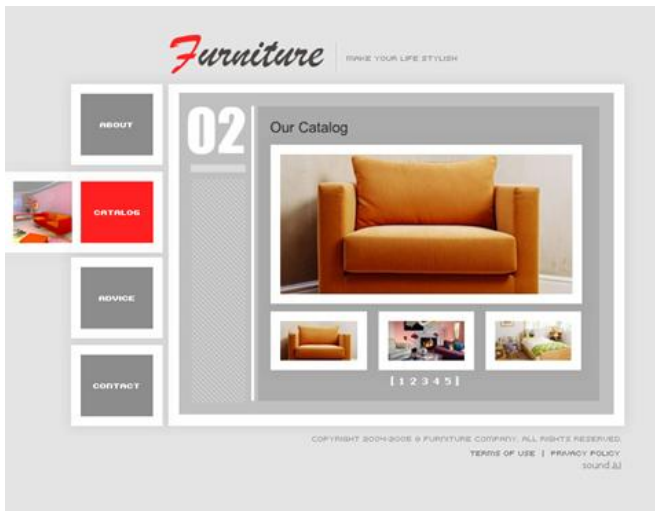 Furniture
MAKE YOUR LIFE STYLISH
ABOUT
CATALOG
ADVICE
CONTACT
02
Our Catalog
[ 1 2 3 4 5 ]
COPYRIGHT 2004-2005 © FURNITURE COMPANY. ALL RIGHTS RESERVED.
TERMS OF USE | PRIVACY POLICY
sound